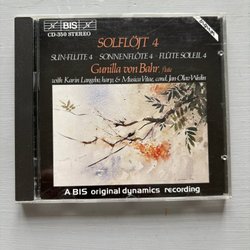 BIS
CD-350 STEREO
SOLFLÖJT 4
SUN-FLUTE 4 · SONNENFLÖTE 4 · FLÛTE SOLEIL 4
Gunilla von Bahr, flute
with Karin Langebo, harp, & Musica Vitae, cond. Jan-Olav Wedin
A BIS original dynamics recording